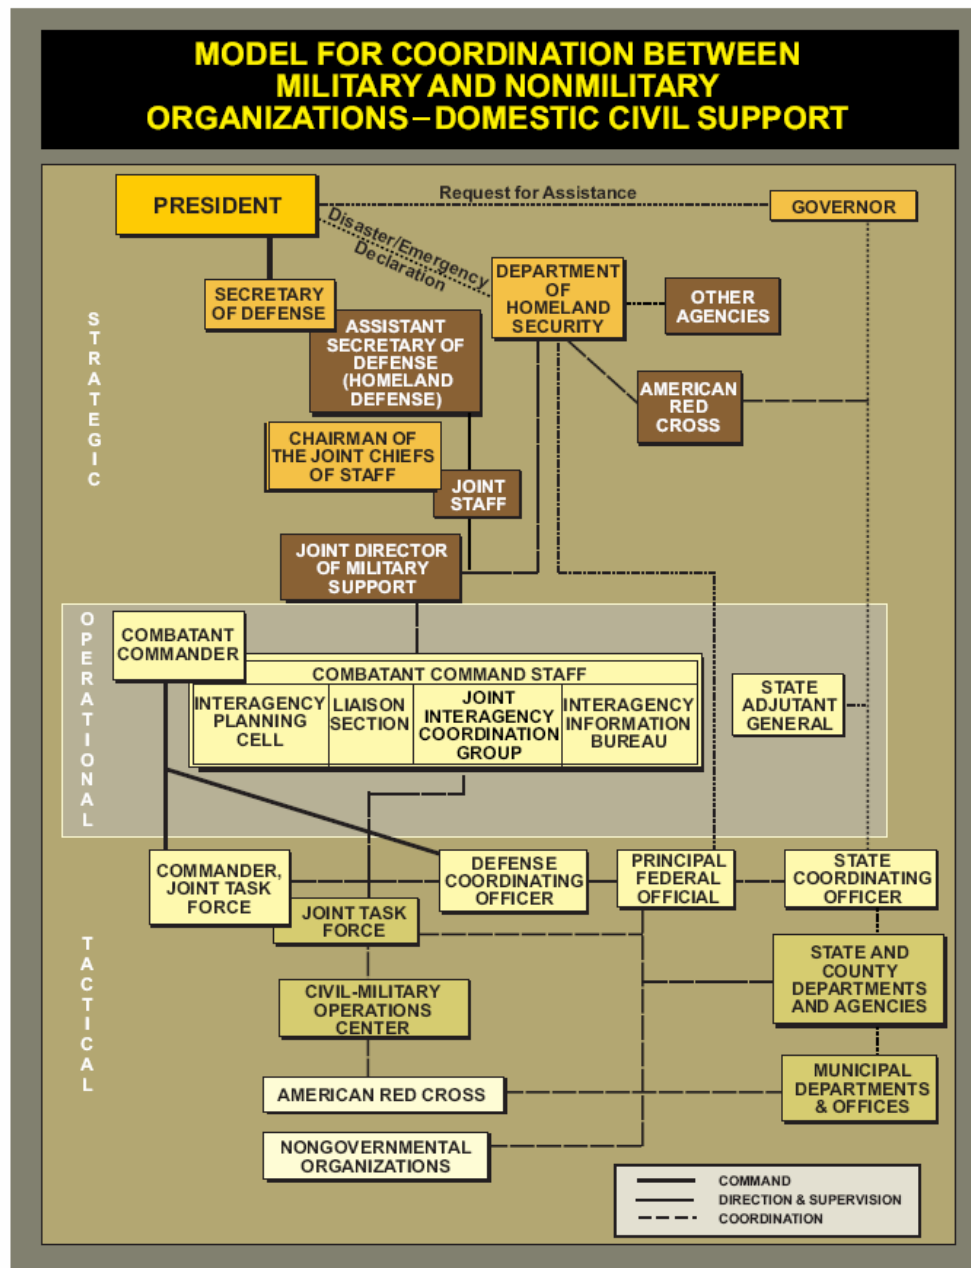 MODEL FOR COORDINATION BETWEEN
MILITARY AND NONMILITARY
ORGANIZATIONS – DOMESTIC CIVIL SUPPORT
PRESIDENT
Request for Assistance
GOVERNOR
Disaster/Emergency
Declaration
SECRETARY
OF DEFENSE
DEPARTMENT
OF
HOMELAND
SECURITY
OTHER
AGENCIES
STRATEGIC
ASSISTANT
SECRETARY OF
DEFENSE
(HOMELAND
DEFENSE)
AMERICAN
RED
CROSS
CHAIRMAN OF
THE JOINT CHIEFS
OF STAFF
JOINT
STAFF
JOINT DIRECTOR
OF MILITARY
SUPPORT
OPERATIONAL
COMBATANT
COMMANDER
COMBATANT COMMAND STAFF
INTERAGENCY
PLANNING
CELL
LIAISON
SECTION
JOINT
INTERAGENCY
COORDINATION
GROUP
INTERAGENCY
INFORMATION
BUREAU
STATE
ADJUTANT
GENERAL
COMMANDER,
JOINT TASK
FORCE
DEFENSE
COORDINATING
OFFICER
PRINCIPAL
FEDERAL
OFFICIAL
STATE
COORDINATING
OFFICER
JOINT TASK
FORCE
TACTICAL
STATE AND
COUNTY
DEPARTMENTS
AND AGENCIES
CIVIL-MILITARY
OPERATIONS
CENTER
AMERICAN RED CROSS
MUNICIPAL
DEPARTMENTS
& OFFICES
NONGOVERNMENTAL
ORGANIZATIONS
COMMAND
DIRECTION & SUPERVISION
COORDINATION